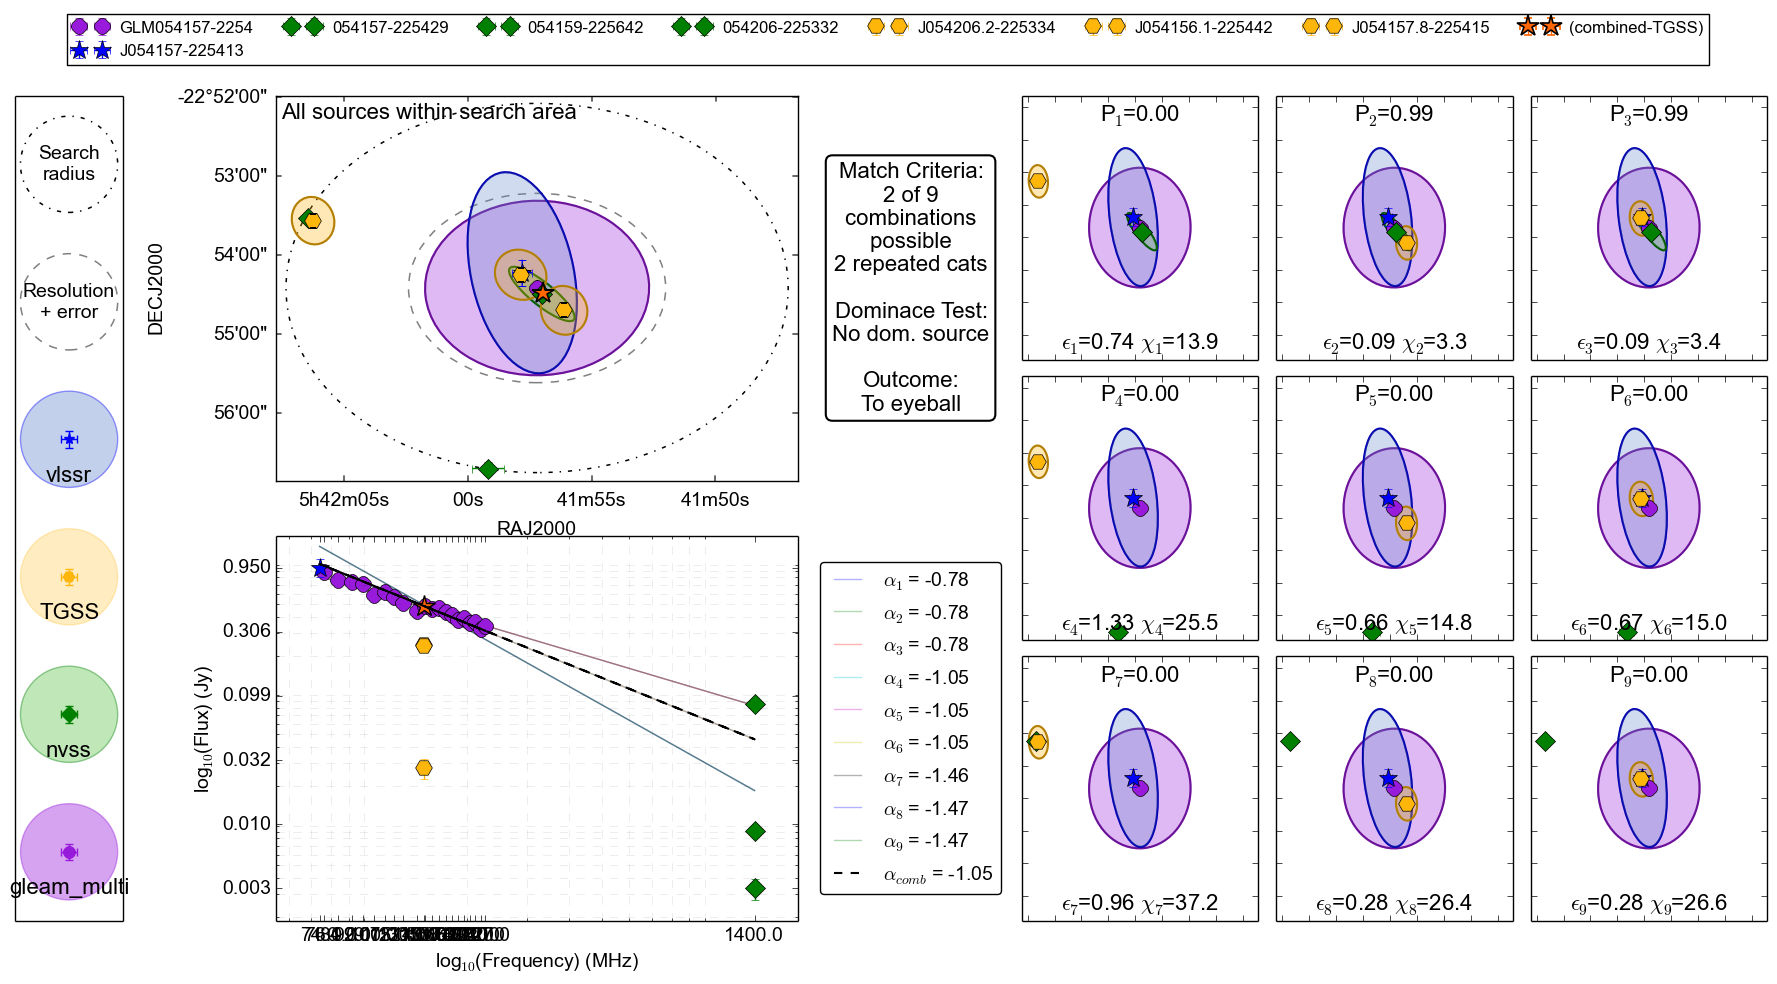 GLM054157-2254 054157-225429 054159-225642 054206-225332 J054206.2-225334 J054156.1-225442 J054157.8-225415 (combined-TGSS)
J054157-225413
Search
radius
Resolution
+ error
vlssr
TGSS
nvss
gleam_multi
All sources within search area
-22°52'00"
53'00"
54'00"
55'00"
56'00"
DECJ2000
5h42m05s 00s 41m55s 41m50s
RAJ2000
Match Criteria:
2 of 9
combinations
possible
2 repeated cats
Dominace Test:
No dom. source
Outcome:
To eyeball
0.950
0.306
0.099
0.032
0.010
0.003
log10(Flux) (Jy)
1400.0
log10(Frequency) (MHz)
α1 = -0.78
α2 = -0.78
α3 = -0.78
α4 = -1.05
α5 = -1.05
α6 = -1.05
α7 = -1.46
α8 = -1.47
α9 = -1.47
αcomb = -1.05
P1=0.00 P2=0.99 P3=0.99
ϵ1=0.74 χ1=13.9 ϵ2=0.09 χ2=3.3 ϵ3=0.09 χ3=3.4
P4=0.00 P5=0.00 P6=0.00
ϵ4=1.33 χ4=25.5 ϵ5=0.66 χ5=14.8 ϵ6=0.67 χ6=15.0
P7=0.00 P8=0.00 P9=0.00
ϵ7=0.96 χ7=37.2 ϵ8=0.28 χ8=26.4 ϵ9=0.28 χ9=26.6